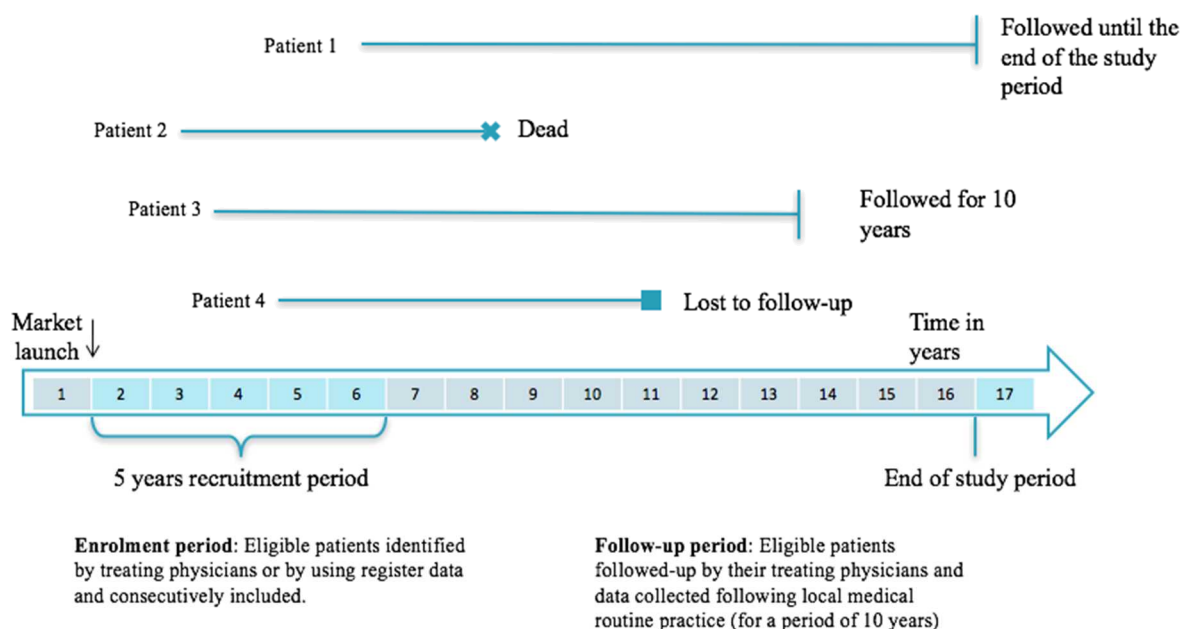 Patient 1
Followed until the
end of the study
period
Patient 2
Dead
Patient 3
Followed for 10
years
Patient 4
Lost to follow-up
Market
launch
Time in
years
1 2 3 4 5 6 7 8 9 10 11 12 13 14 15 16 17
5 years recruitment period
End of study period
Enrolment period: Eligible patients identified
by treating physicians or by using register data
and consecutively included.
Follow-up period: Eligible patients
followed-up by their treating physicians and
data collected following local medical
routine practice (for a period of 10 years)